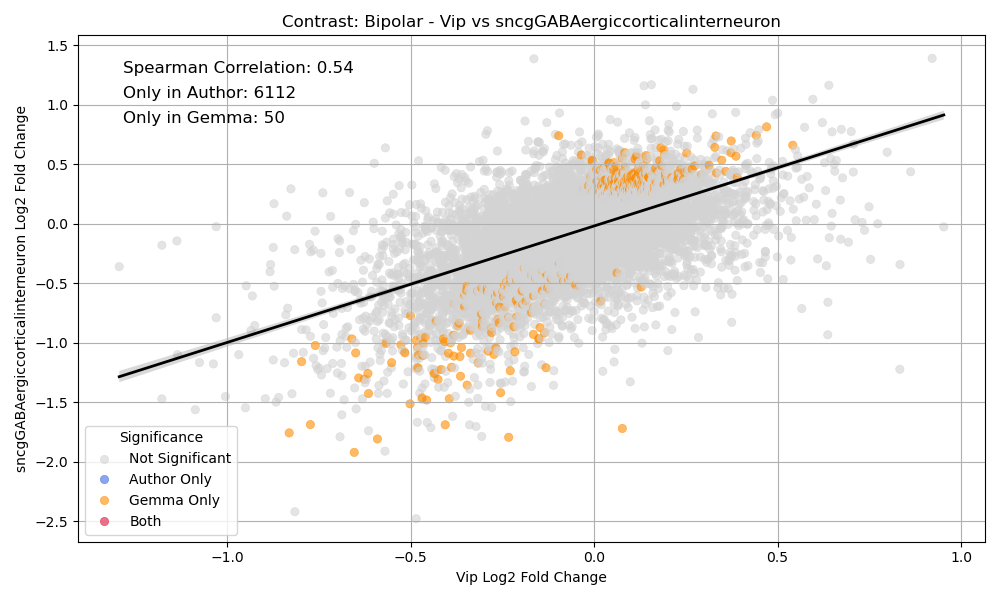 Contrast: Bipolar - Vip vs sncgGABAergiccorticalinterneuron
Spearman Correlation: 0.54
Only in Author: 6112
Only in Gemma: 50
sncgGABAergiccorticalinterneuron Log2 Fold Change
1.5
1.0
0.5
0.0
−0.5
−1.0
−1.5
−2.0
−2.5
Significance
Not Significant
Author Only
Gemma Only
Both
−1.0
−0.5
0.0
0.5
1.0
Vip Log2 Fold Change